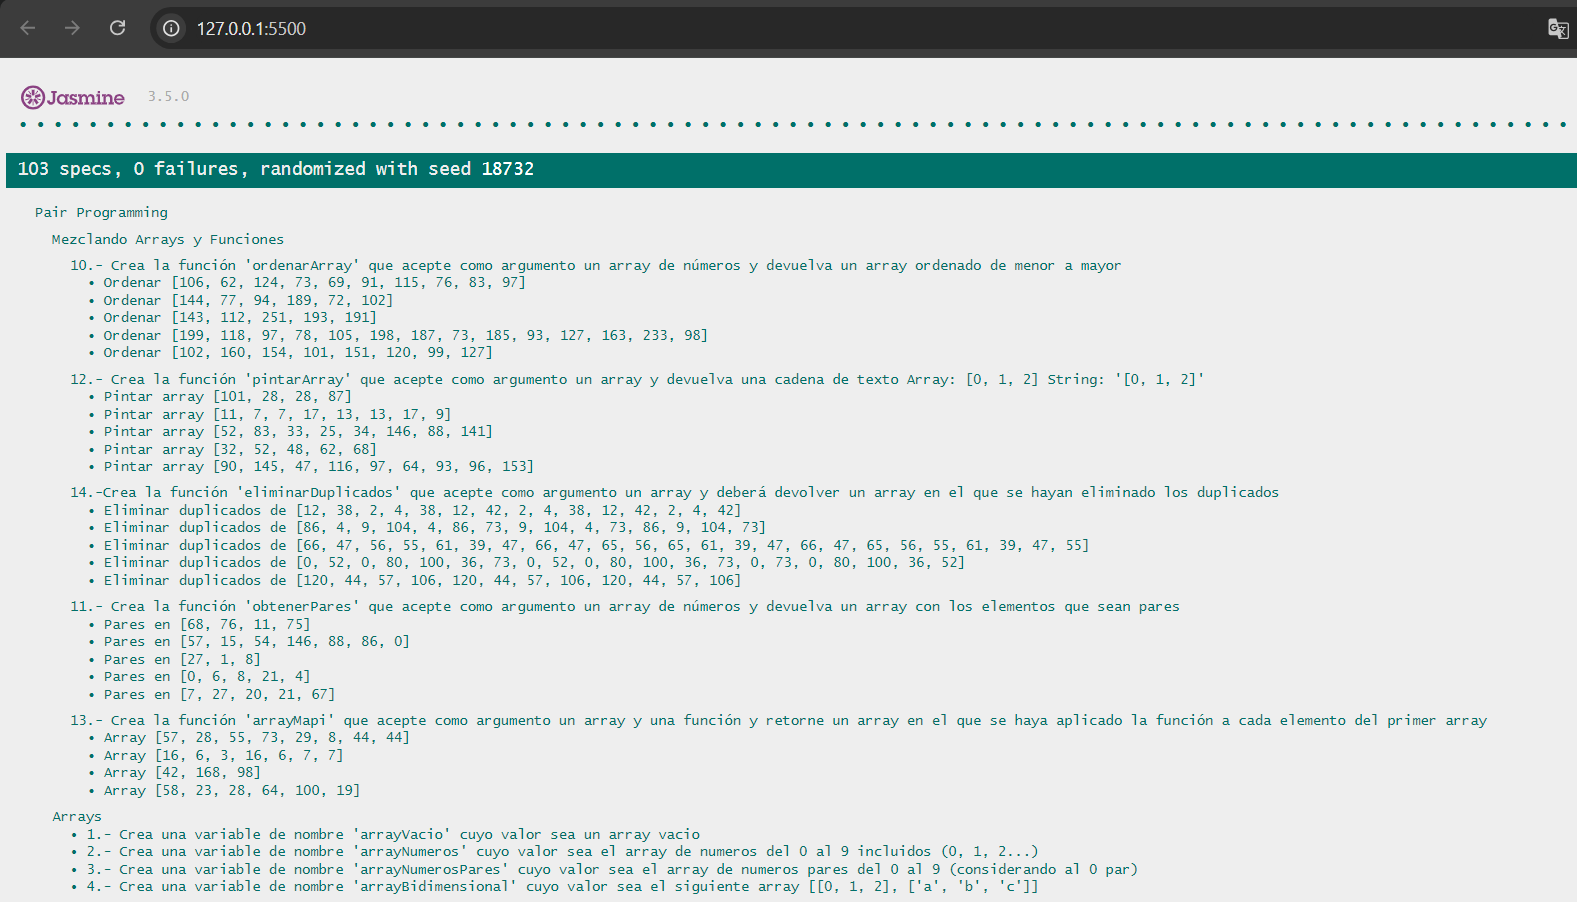 127.0.0.1:5500
Jasmine 3.5.0
103 specs, 0 failures, randomized with seed 18732
Pair Programming
Mezclando Arrays y Funciones
10.- Crea la función 'ordenarArray' que acepte como argumento un array de números y devuelva un array ordenado de menor a mayor
• Ordenar [106, 62, 124, 73, 69, 91, 115, 76, 83, 97]
• Ordenar [144, 77, 94, 189, 72, 102]
• Ordenar [143, 112, 251, 193, 191]
• Ordenar [199, 118, 97, 78, 105, 198, 187, 73, 185, 93, 127, 163, 233, 98]
• Ordenar [102, 160, 154, 101, 151, 120, 99, 127]
12.- Crea la función 'pintarArray' que acepte como argumento un array y devuelva una cadena de texto Array: [0, 1, 2] String: '[0, 1, 2]'
• Pintar array [101, 28, 28, 87]
• Pintar array [11, 7, 7, 17, 13, 13, 17, 9]
• Pintar array [52, 83, 33, 25, 34, 146, 88, 141]
• Pintar array [32, 52, 48, 62, 68]
• Pintar array [90, 145, 47, 116, 97, 64, 93, 96, 153]
14.-Crea la función 'eliminarDuplicados' que acepte como argumento un array y deberá devolver un array en el que se hayan eliminado los duplicados
• Eliminar duplicados de [12, 38, 2, 4, 38, 12, 42, 2, 4, 38, 12, 42, 2, 4, 42]
• Eliminar duplicados de [86, 4, 9, 104, 4, 86, 73, 9, 104, 4, 73, 86, 9, 104, 73]
• Eliminar duplicados de [66, 47, 56, 55, 61, 39, 47, 66, 47, 65, 56, 65, 61, 39, 47, 66, 47, 65, 56, 55, 61, 39, 47, 55]
• Eliminar duplicados de [0, 52, 0, 80, 100, 36, 73, 0, 52, 0, 80, 100, 36, 73, 0, 73, 0, 80, 100, 36, 52]
• Eliminar duplicados de [120, 44, 57, 106, 120, 44, 57, 106, 120, 44, 57, 106]
11.- Crea la función 'obtenerPares' que acepte como argumento un array de números y devuelva un array con los elementos que sean pares
• Pares en [68, 76, 11, 75]
• Pares en [57, 15, 54, 146, 88, 86, 0]
• Pares en [27, 1, 8]
• Pares en [0, 6, 8, 21, 4]
• Pares en [7, 27, 20, 21, 67]
13.- Crea la función 'arrayMapi' que acepte como argumento un array y una función y retorne un array en el que se haya aplicado la función a cada elemento del primer array
• Array [57, 28, 55, 73, 29, 8, 44, 44]
• Array [16, 6, 3, 16, 6, 7, 7]
• Array [42, 168, 98]
• Array [58, 23, 28, 64, 100, 19]
Arrays
• 1.- Crea una variable de nombre 'arrayVacio' cuyo valor sea un array vacio
• 2.- Crea una variable de nombre 'arrayNumeros' cuyo valor sea el array de numeros del 0 al 9 incluidos (0, 1, 2...)
• 3.- Crea una variable de nombre 'arrayNumerosPares' cuyo valor sea el array de numeros pares del 0 al 9 (considerando al 0 par)
• 4.- Crea una variable de nombre 'arrayBidimensional' cuyo valor sea el siguiente array [[0, 1, 2], ['a', 'b', 'c']]